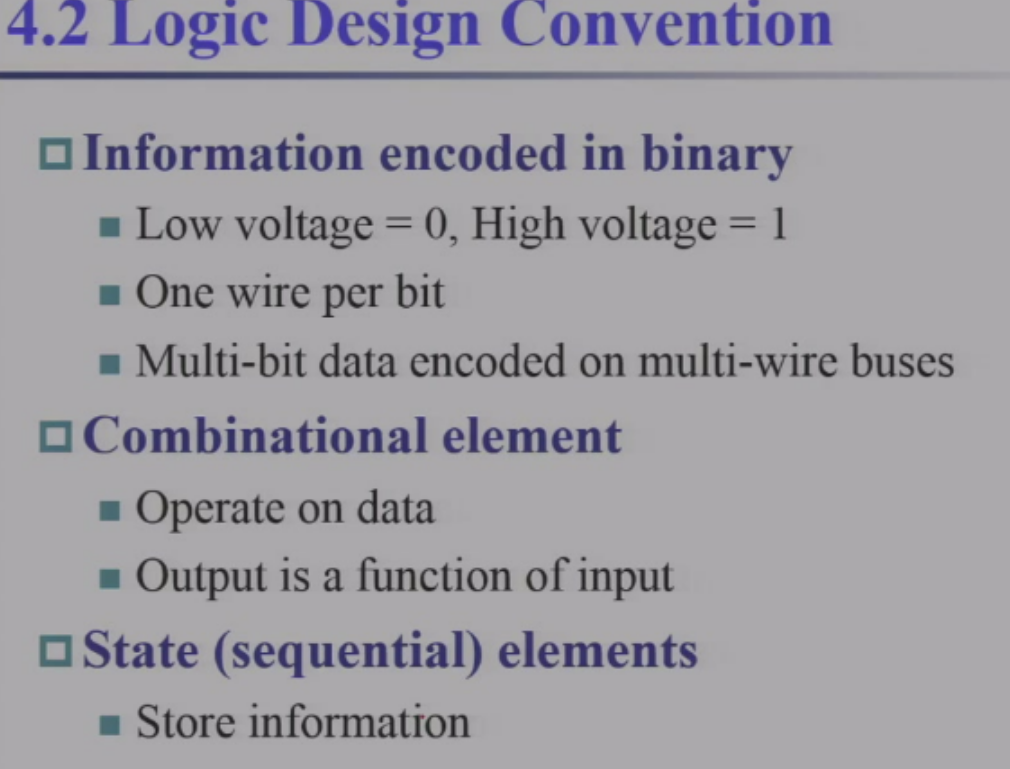 4.2 Logic Design Convention
Information encoded in binary
Low voltage = 0, High voltage = 1
One wire per bit
Multi-bit data encoded on multi-wire buses
Combinational element
Operate on data
Output is a function of input
State (sequential) elements
Store information